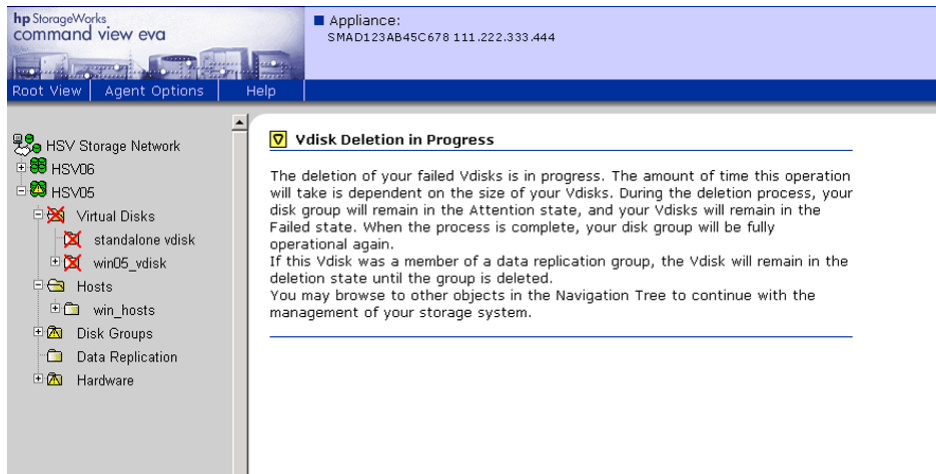 hp StorageWorks
command view eva
Appliance:
SMAD123AB45C678 111.222.333.444
Root View Agent Options Help
HSV Storage Network
HSV06
HSV05
Virtual Disks
standalone vdisk
win05_vdisk
Hosts
win_hosts
Disk Groups
Data Replication
Hardware
Vdisk Deletion in Progress
The deletion of your failed Vdisks is in progress. The amount of time this operation
will take is dependent on the size of your Vdisks. During the deletion process, your
disk group will remain in the Attention state, and your Vdisks will remain in the
Failed state. When the process is complete, your disk group will be fully
operational again.
If this Vdisk was a member of a data replication group, the Vdisk will remain in the
deletion state until the group is deleted.
You may browse to other objects in the Navigation Tree to continue with the
management of your storage system.